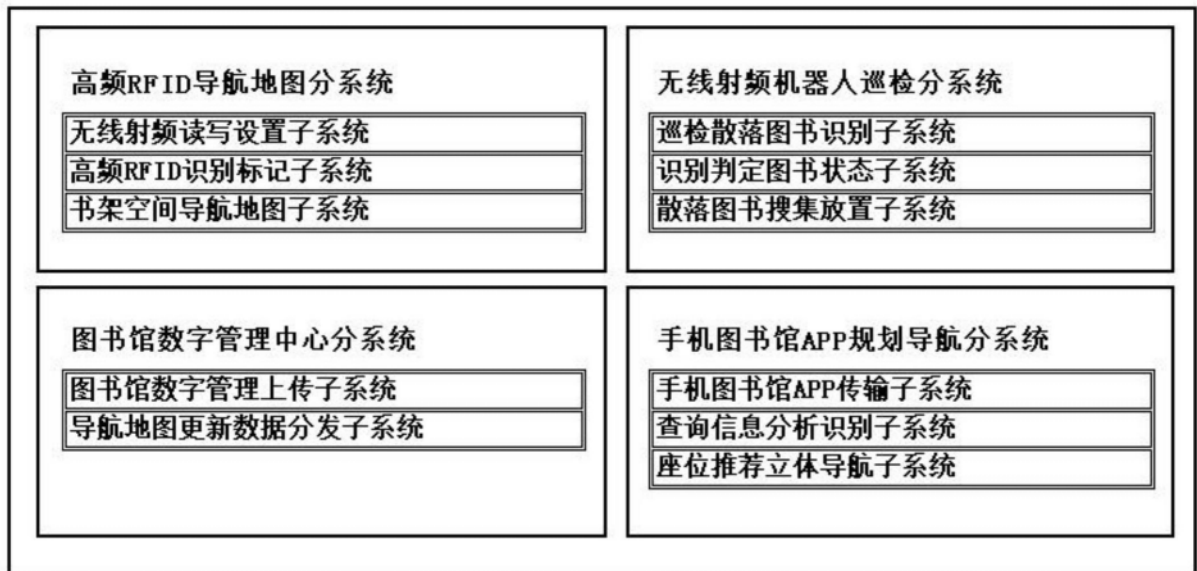 高频RFID导航地图分系统
无线射频读写设置子系统
高频RFID识别标记子系统
书架空间导航地图子系统
无线射频机器人巡检分系统
巡检散落图书识别子系统
识别判定图书状态子系统
散落图书搜集放置子系统
图书馆数字管理中心分系统
图书馆数字管理上传子系统
导航地图更新数据分发子系统
手机图书馆APP规划导航分系统
手机图书馆APP传输子系统
查询信息分析识别子系统
座位推荐立体导航子系统